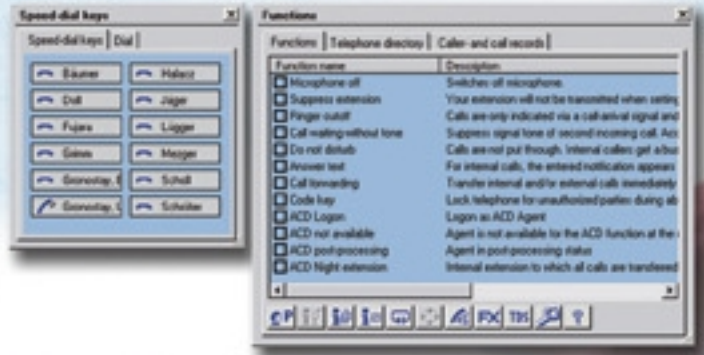 Speed-dial keys
Speed-dial keys Dial
Bäumer Halasz
Doll Jäger
Fujara Lügger
Grimm Mezger
Gronostay, Scholl
Gronostay, Schröter
Functions
Functions Telephone directory Caller- and call records
Function name Description
Microphone off Switches off microphone.
Suppress extension Your extension will not be transmitted when setting
Ringer cutoff Calls are only indicated via a call-arrival signal and
Call waiting without tone Suppress signal tone of second incoming call.
Do not disturb Calls are not put through. Internal callers get a bus
Answer text For internal calls, the entered notification appears
Call forwarding Transfer internal and/or external calls immediately
Code key Lock telephone for unauthorized parties during ab
ACD Logon Logon as ACD Agent
ACD not available Agent is not available for the ACD function at the
ACD post-processing Agent in post processing status
ACD Night extension Internal extension to which all calls are transferred
FX TDS ?